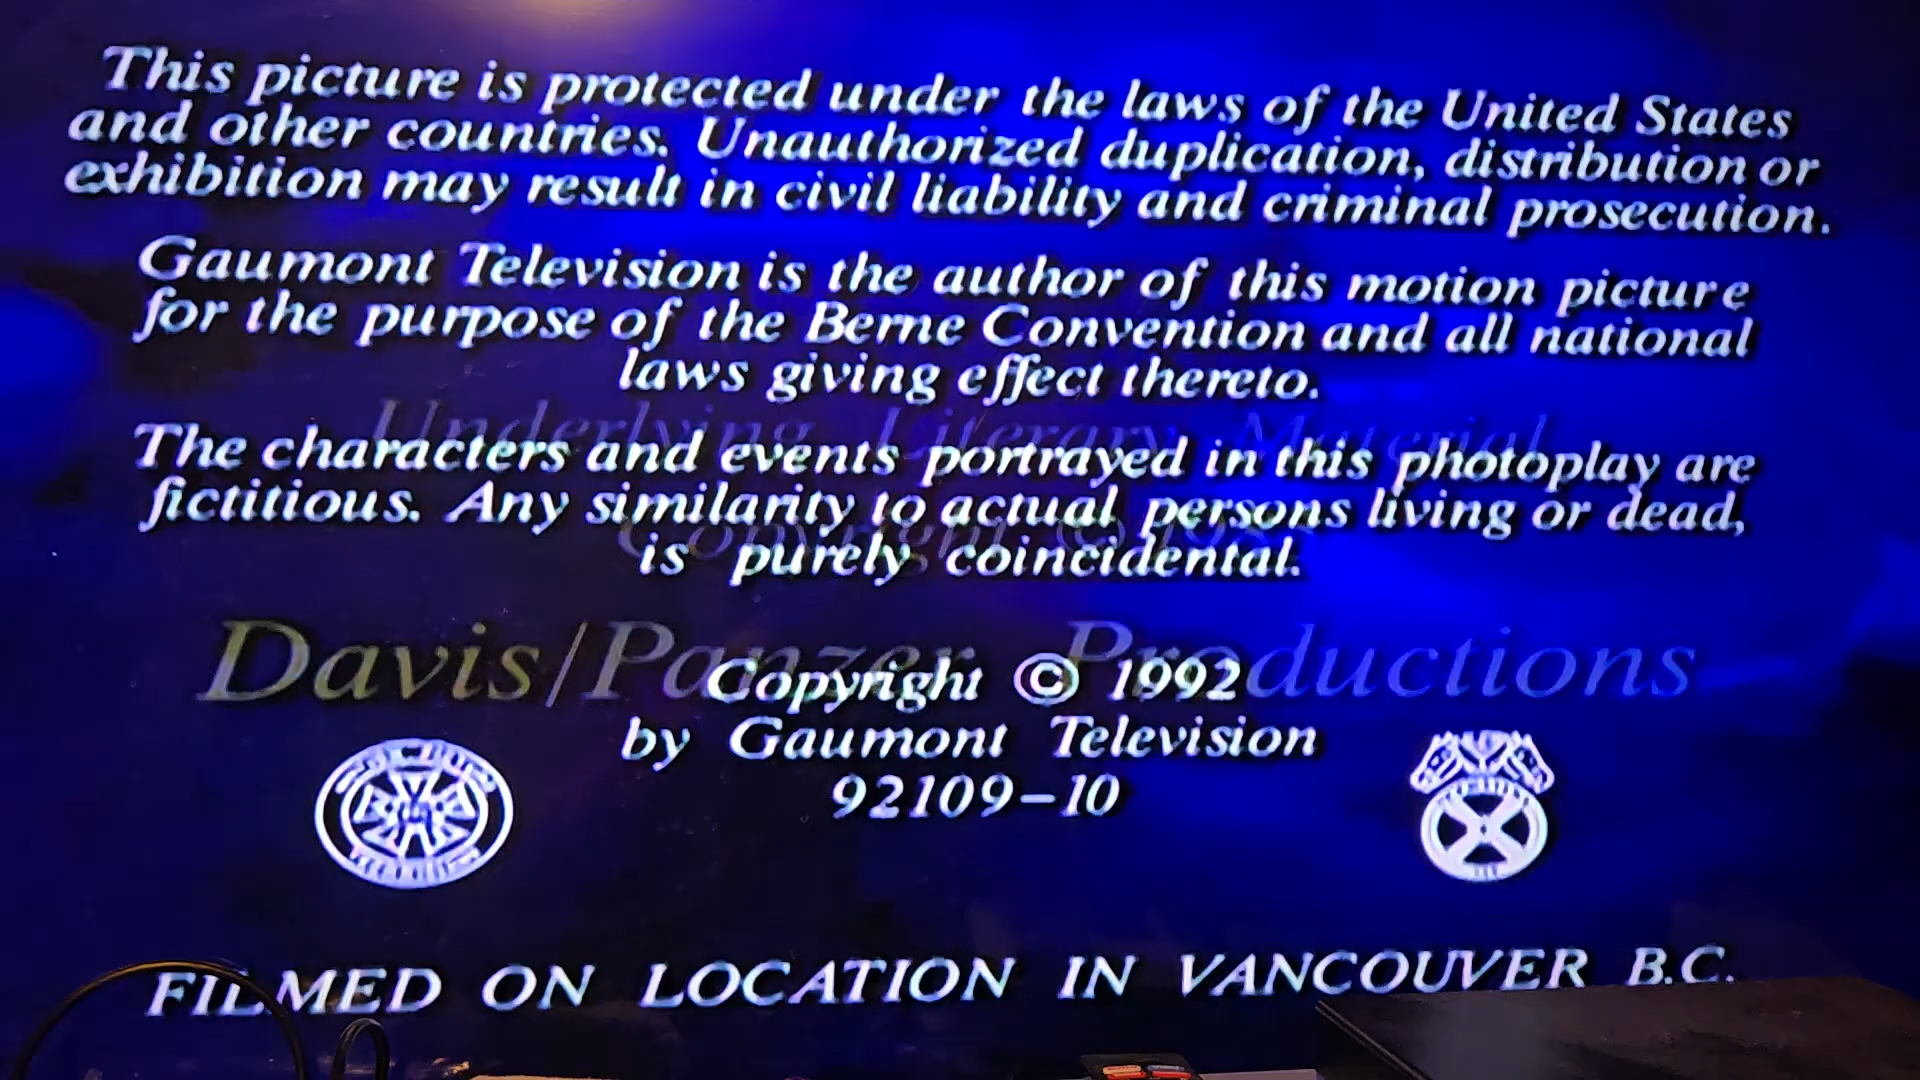 This picture is protected under the laws of the United States
and other countries. Unauthorized duplication, distribution or
exhibition may result in civil liability and criminal prosecution.
Gaumont Television is the author of this motion picture
for the purpose of the Berne Convention and all national
laws giving effect thereto.
Underlying Literary Material
The characters and events portrayed in this photoplay are
fictitious. Any similarity to actual persons living or dead,
Copyright ©
is purely coincidental.
Davis/Panzer Productions
Copyright © 1992
by Gaumont Television
92109-10
FILMED ON LOCATION IN VANCOUVER B.C.